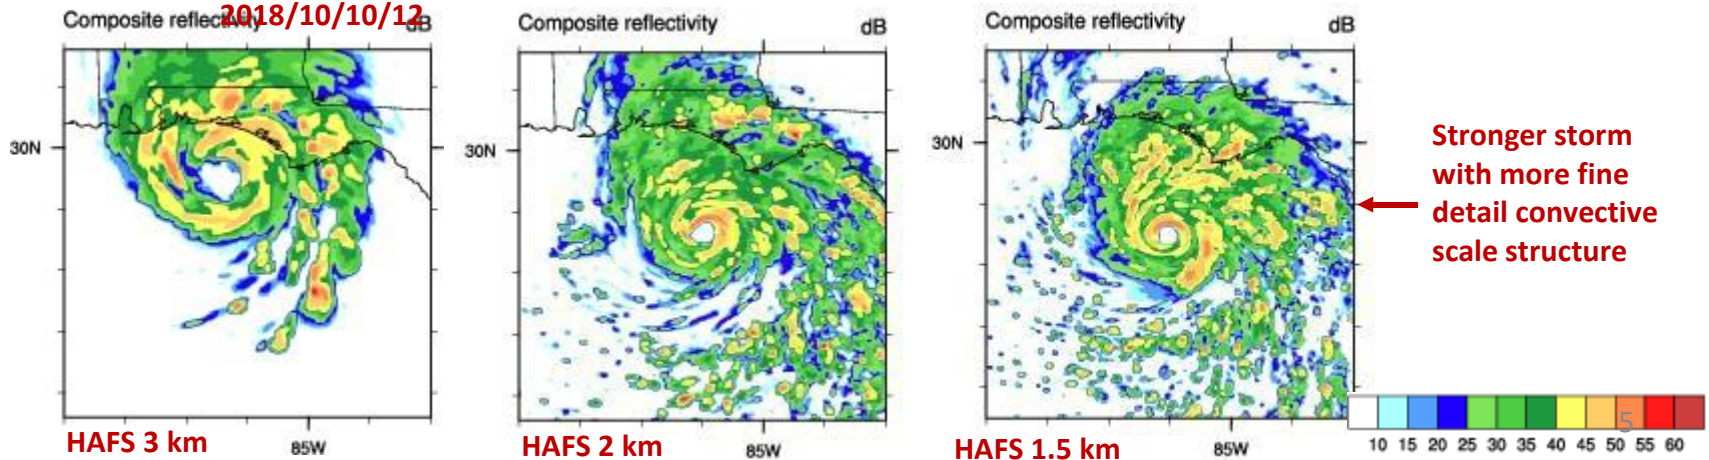 2018/10/10/12
Composite reflectivity dB
Composite reflectivity dB
Composite reflectivity dB
30N
30N
30N
Stronger storm
with more fine
detail convective
scale structure
HAFS 3 km
85W
HAFS 2 km
85W
HAFS 1.5 km
85W
5
10 15 20 25 30 35 40 45 50 55 60